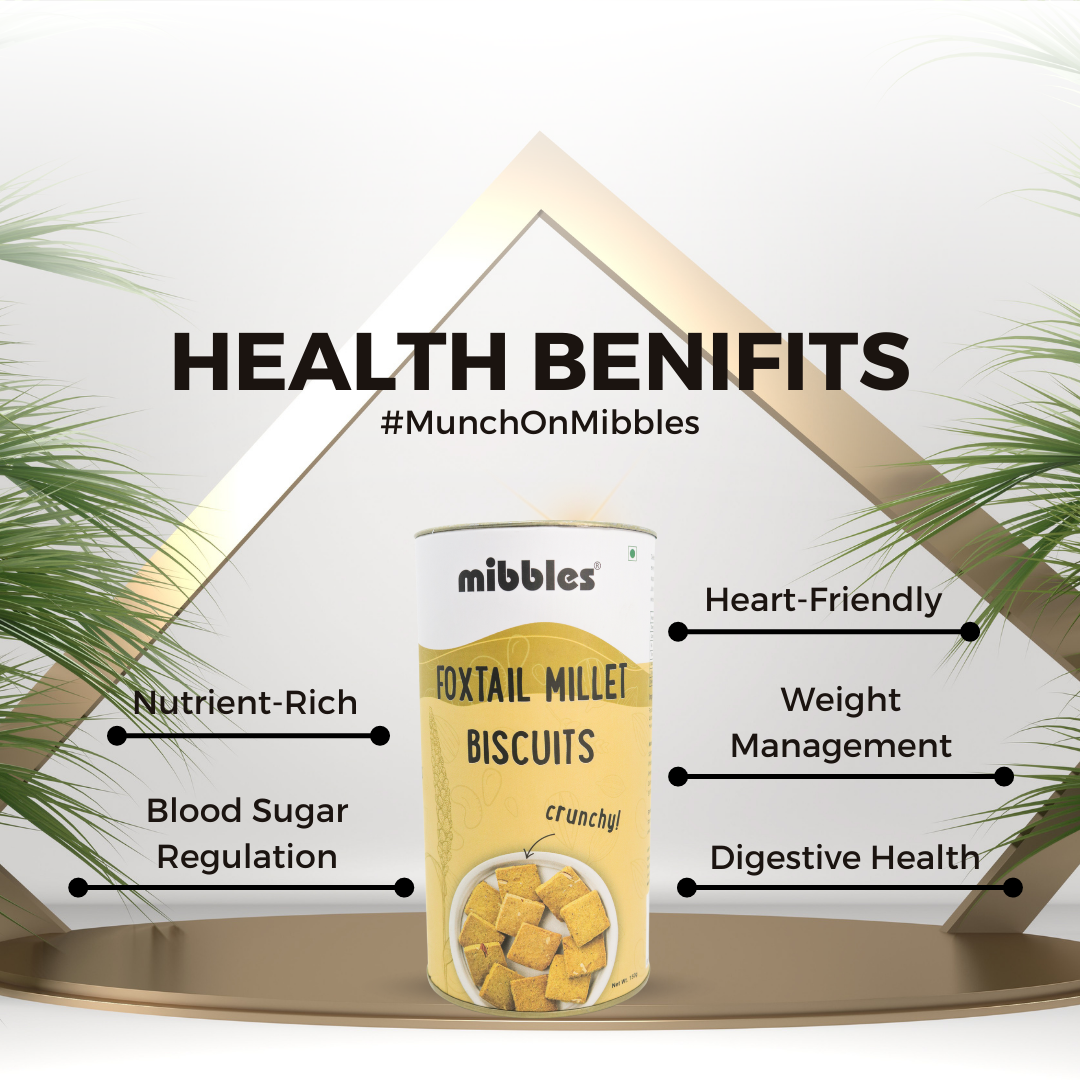 HEALTH BENIFITS
#MunchOnMibbles
mibbles®
FOXTAIL MILLET
BISCUITS
crunchy!
Nutrient-Rich
Blood Sugar
Regulation
Heart-Friendly
Weight
Management
Digestive Health